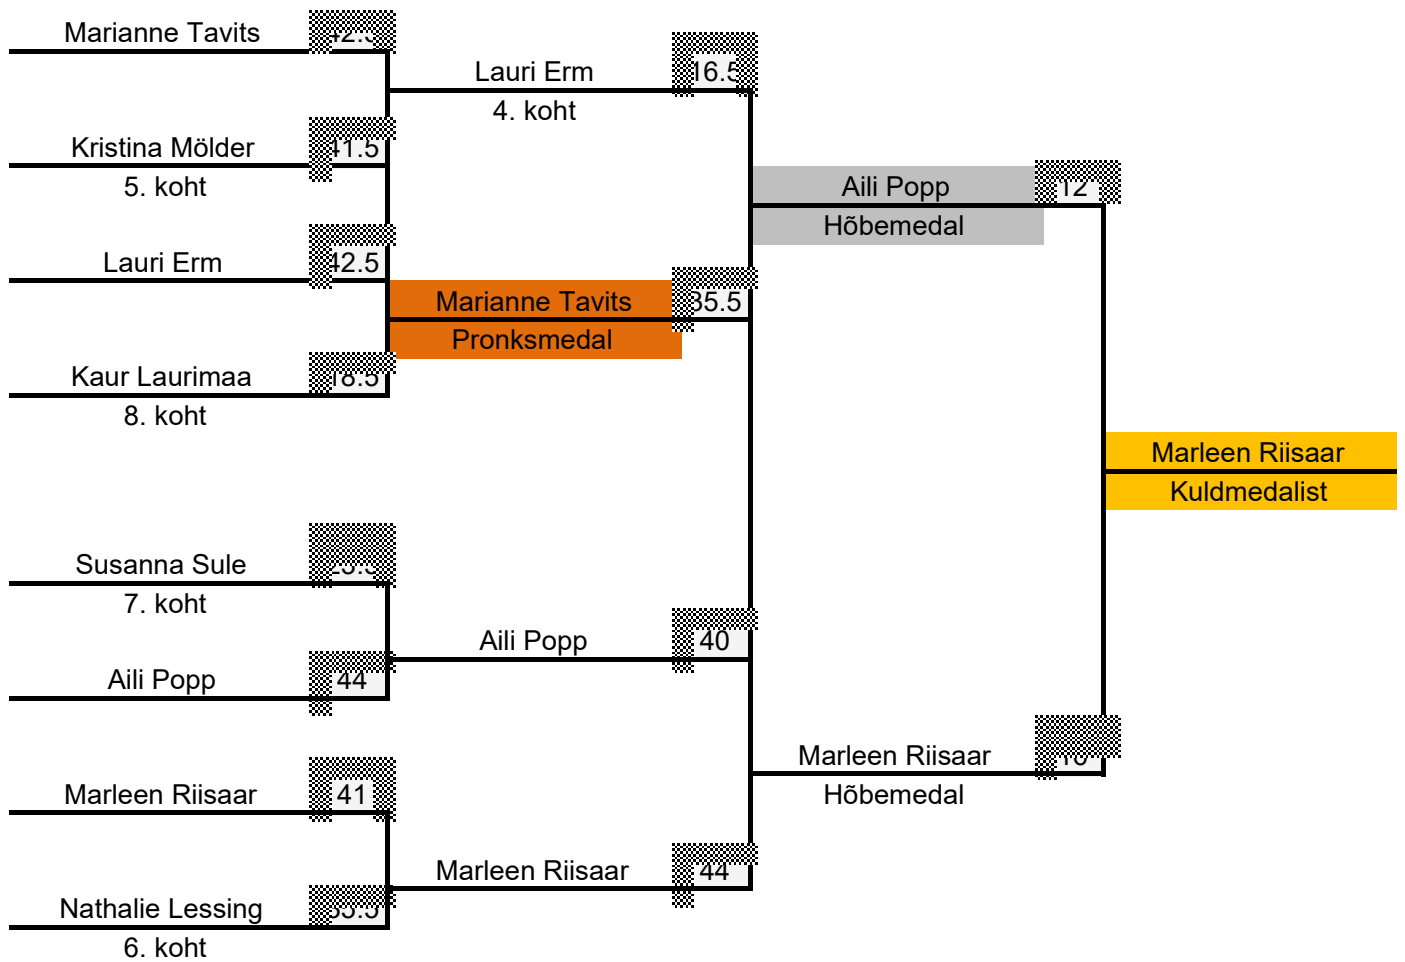 Marianne Tavits
Lauri Erm 16.5
4. koht
Kristina Mölder 41.5
5. koht
Aili Popp 12
Hõbemedal
Lauri Erm 42.5
Marianne Tavits 35.5
Pronksmedal
Kaur Laurimaa 18.5
8. koht
Marleen Riisaar
Kuldmedalist
Susanna Sule
7. koht
Aili Popp 40
Aili Popp 44
Marleen Riisaar
Hõbemedal
Marleen Riisaar 41
Marleen Riisaar 44
Nathalie Lessing
6. koht